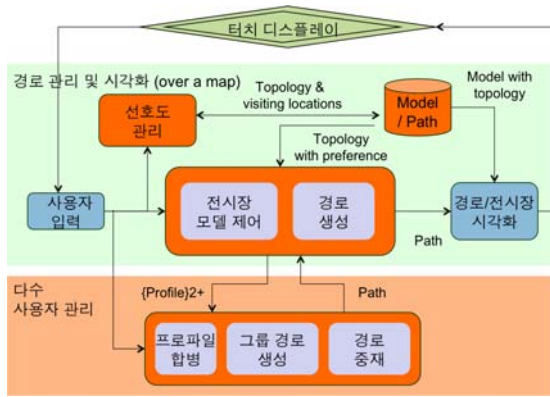 터치 디스플레이
경로 관리 및 시각화 (over a map)
Topology &
visiting locations
Model with
topology
선호도
관리
Model
/ Path
Topology
with preference
사용자
입력
전시장
모델 제어
경로
생성
경로/전시장
시각화
Path
다수
사용자 관리
{Profile}2+
Path
프로파일
합병
그룹 경로
생성
경로
중재